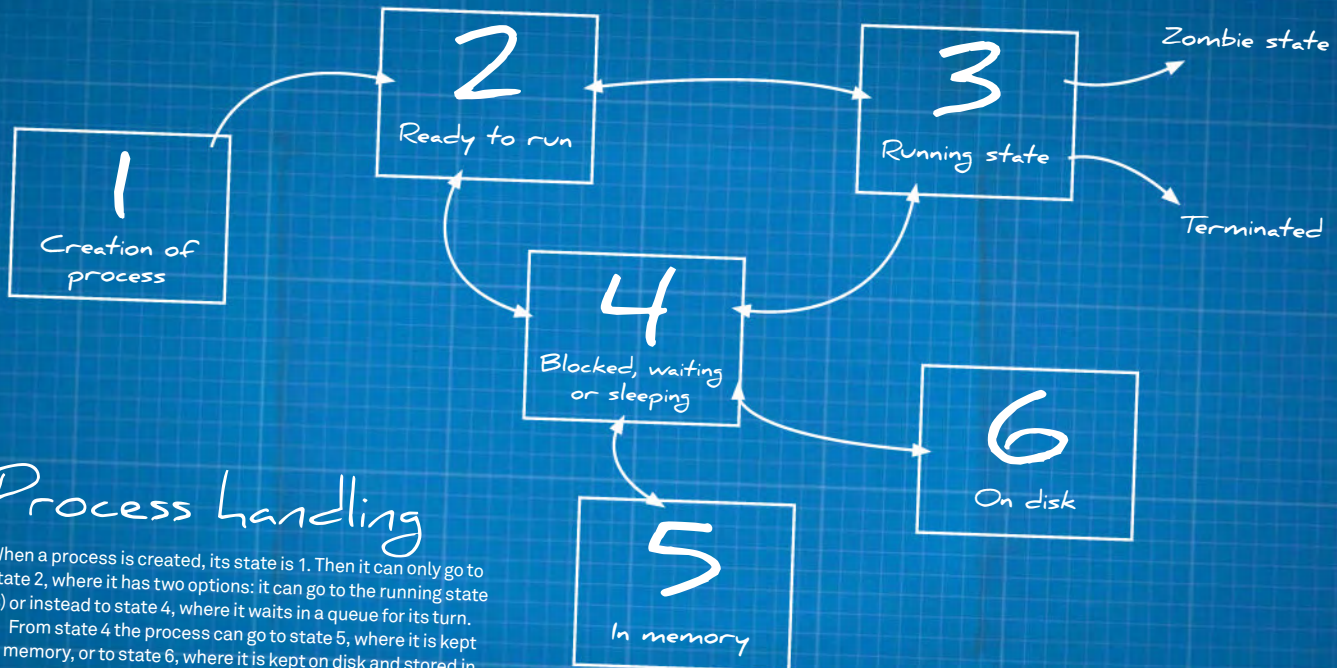 2
Ready to run
3
Running state
Zombie state
Terminated
1
Creation of
process
4
Blocked, waiting
or sleeping
6
On disk
5
In memory
Process handling
When a process is created, its state is 1. Then it can only go to
state 2, where it has two options: it can go to the running state
) or instead to state 4, where it waits in a queue for its turn.
From state 4 the process can go to state 5, where it is kept
memory, or to state 6, where it is kept on disk and stored in